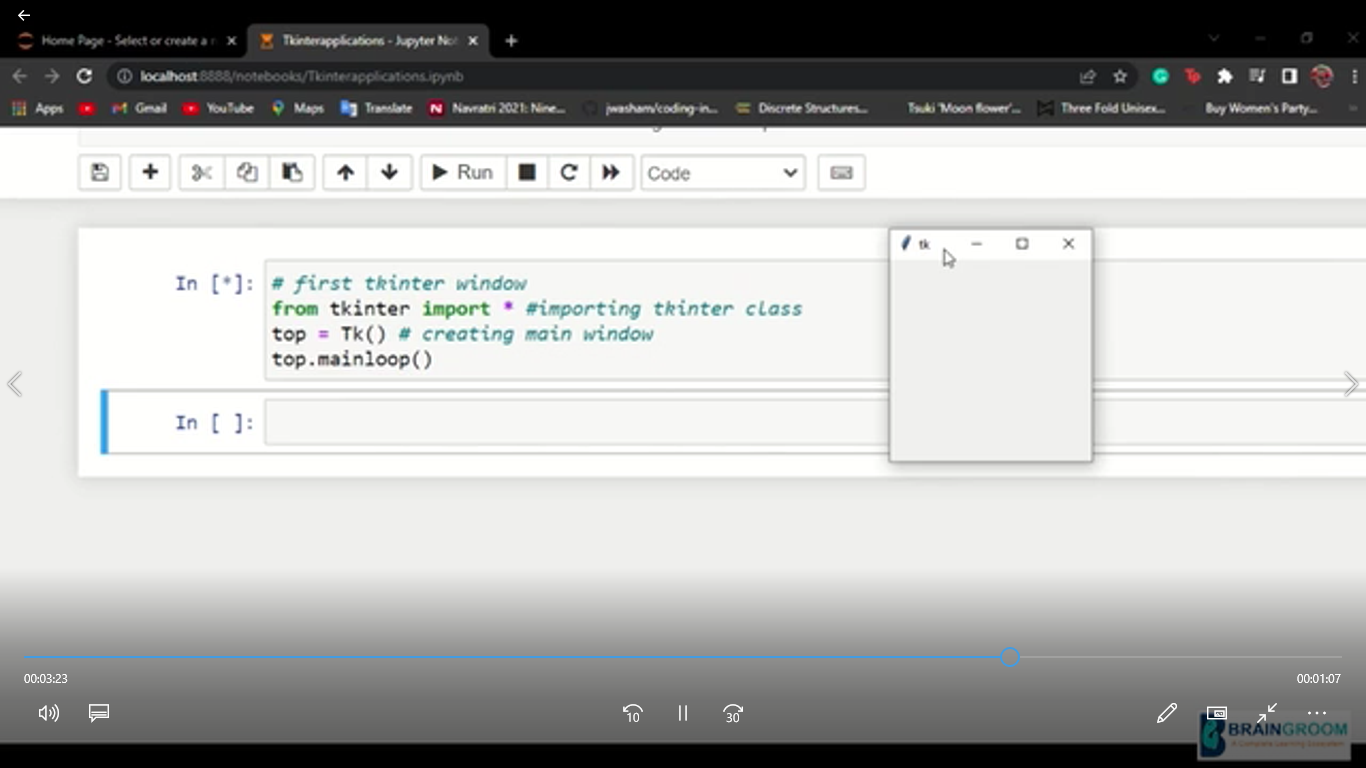 Home Page - Select or create a n
Tkinterapplications - Jupyter Not
localhost:8888/notebooks/Tkinterapplications.ipynb
Apps
Gmail
YouTube
Maps
Translate
Navratri 2021: Nine...
jwasham/coding-in...
Discrete Structures...
Tsuki 'Moon flower'...
Three Fold Unisex...
Buy Women's Party...
Run
Code
tk
In [*]:
# first tkinter window
from tkinter import * #importing tkinter class
top = Tk() # creating main window
top.mainloop()
In [ ]:
00:03:23
00:01:07
10
30
BRAINGROOM
A Complete Learning Ecosystem